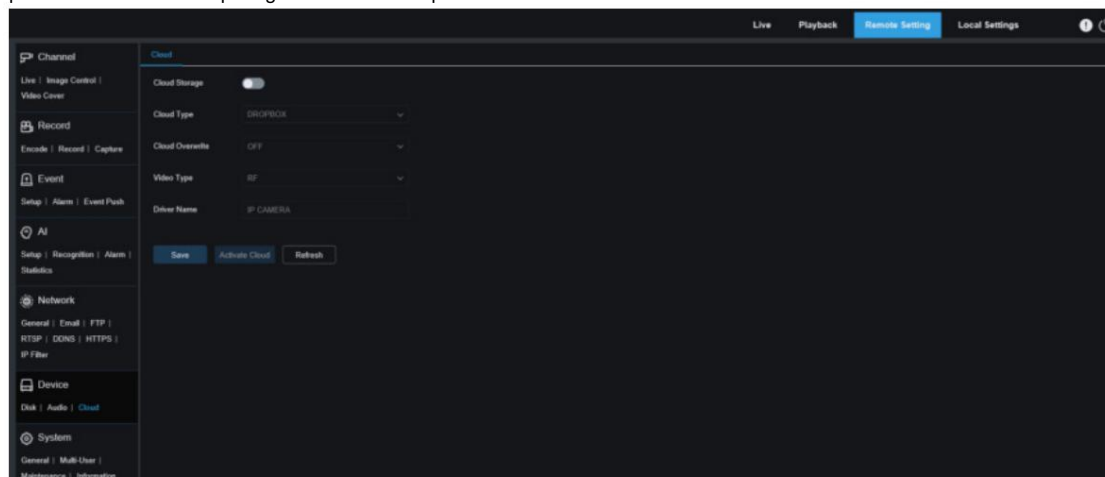 Live Playback Remote Setting Local Settings
Channel
Live | Image Control |
Video Cover
Record
Encode | Record | Capture
Event
Setup | Alarm | Event Push
AI
Setup | Recognition | Alarm |
Statistics
Network
General | Email | FTP |
RTSP | DDNS | HTTPS |
IP Filter
Device
Disk | Audio | Cloud
System
General | Multi-User |
Maintenance | Information
Cloud
Cloud Storage
Cloud Type DROPBOX
Cloud Overwrite OFF
Video Type RF
Driver Name IP CAMERA
Save Activate Cloud Refresh